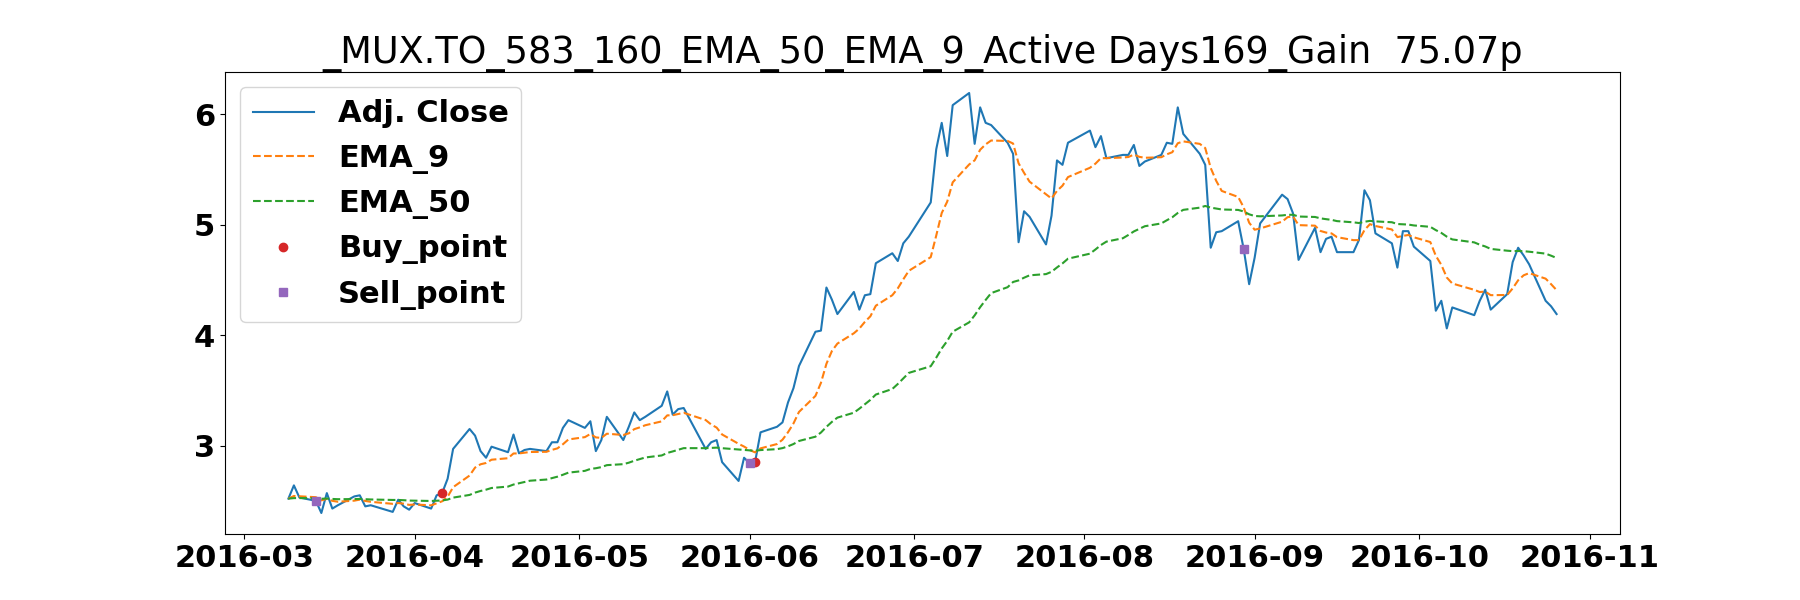 _MUX.TO_583_160_EMA_50_EMA_9_Active Days169_Gain  75.07p
Adj. Close
EMA_9
EMA_50
Buy_point
Sell_point
6
5
4
3
2016-03 2016-04 2016-05 2016-06 2016-07 2016-08 2016-09 2016-10 2016-11